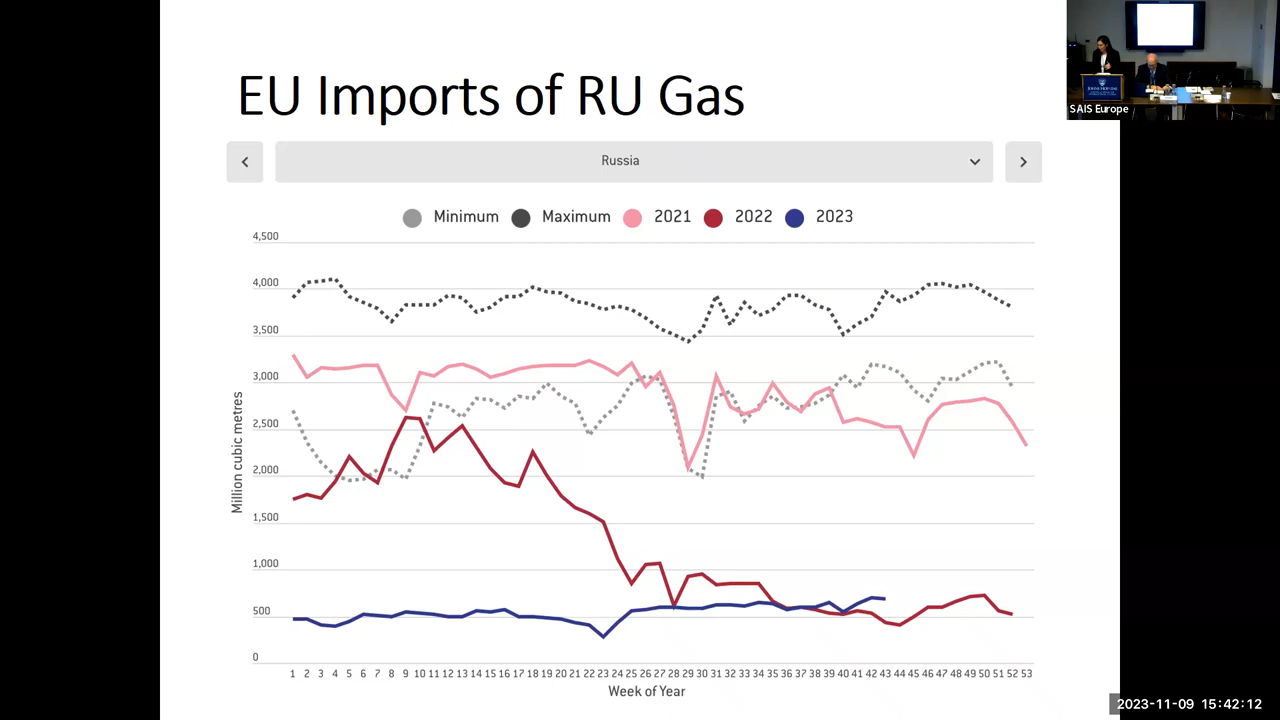 EU Imports of RU Gas
Russia
Minimum Maximum 2021 2022 2023
4,500
4,000
3,500
3,000
2,500
2,000
1,500
1,000
500
0
Million cubic metres
1 2 3 4 5 6 7 8 9 10 11 12 13 14 15 16 17 18 19 20 21 22 23 24 25 26 27 28 29 30 31 32 33 34 35 36 37 38 39 40 41 42 43 44 45 46 47 48 49 50 51 52 53
Week of Year
JOHNS HOPKINS
SAIS Europe
2023-11-09 15:42:12